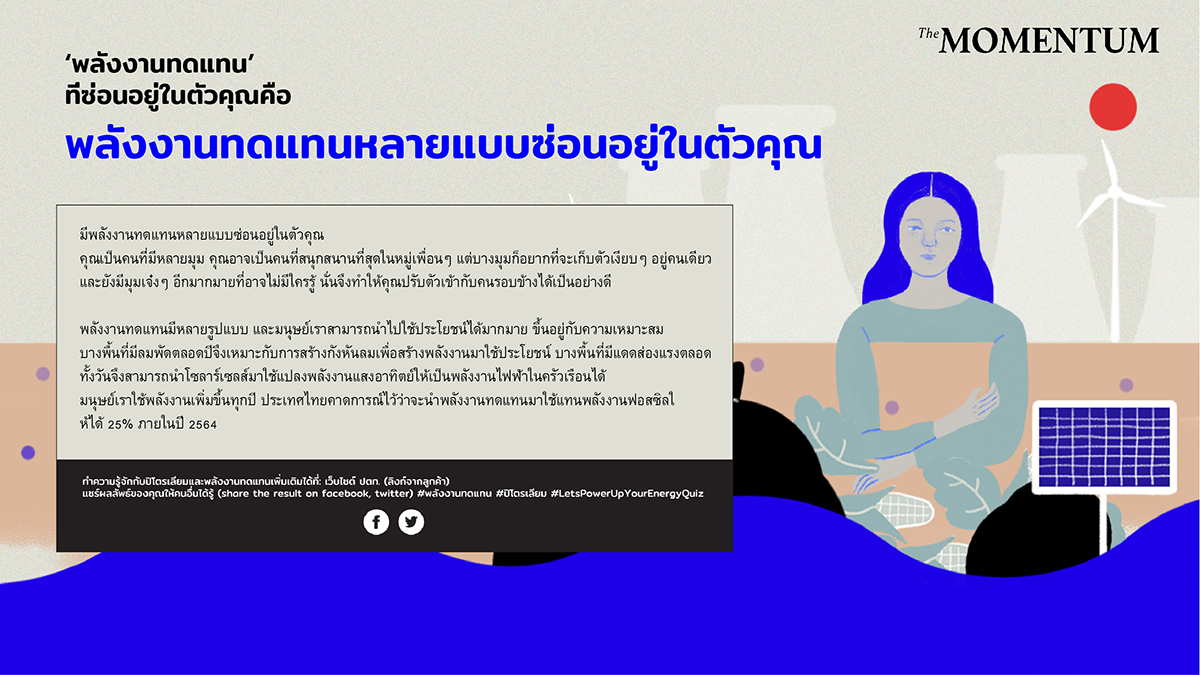 The MOMENTUM
‘พลังงานทดแทน’
ที่ซ่อนอยู่ในตัวคุณคือ
พลังงานทดแทนหลายแบบซ่อนอยู่ในตัวคุณ
มีพลังงานทดแทนหลายแบบซ่อนอยู่ในตัวคุณ
คุณเป็นคนที่มีหลายมุม คุณอาจเป็นคนที่สนุกสนานที่สุดในหมู่เพื่อนๆ แต่บางมุมก็อยากที่จะเก็บตัวเงียบๆ อยู่คนเดียว
และยังมีมุมเจ๋งๆ อีกมากมายที่อาจไม่มีใครรู้ นั่นจึงทำให้คุณปรับตัวเข้ากับคนรอบข้างได้เป็นอย่างดี
พลังงานทดแทนมีหลายรูปแบบ และมนุษย์เราสามารถนำไปใช้ประโยชน์ได้มากมาย ขึ้นอยู่กับความเหมาะสม
บางพื้นที่มีลมพัดตลอดปีจึงเหมาะกับการสร้างกังหันลมเพื่อสร้างพลังงานมาใช้ประโยชน์ บางพื้นที่มีแดดส่องแรงตลอด
ทั้งวันจึงสามารถนำโซลาร์เซลส์มาใช้แปลงพลังงานแสงอาทิตย์ให้เป็นพลังงานไฟฟ้าในครัวเรือนได้
มนุษย์เราใช้พลังงานเพิ่มขึ้นทุกปี ประเทศไทยคาดการณ์ไว้ว่าจะนำพลังงานทดแทนมาใช้แทนพลังงานฟอสซิลใ
ห้ได้ 25% ภายในปี 2564
ทำความรู้จักกับปิโตรเลียมและพลังงานทดแทนเพิ่มเติมได้ที่: เว็บไซต์ ปตท. (ลิงก์จากลูกค้า)
แชร์ผลลัพธ์ของคุณให้คนอื่นได้รู้ (share the result on facebook, twitter) #พลังงานทดแทน #ปิโตรเลียม #LetsPowerUpYourEnergyQuiz